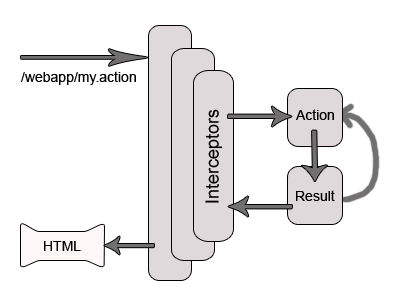 /webapp/my.action
Interceptors
Action
Result
HTML